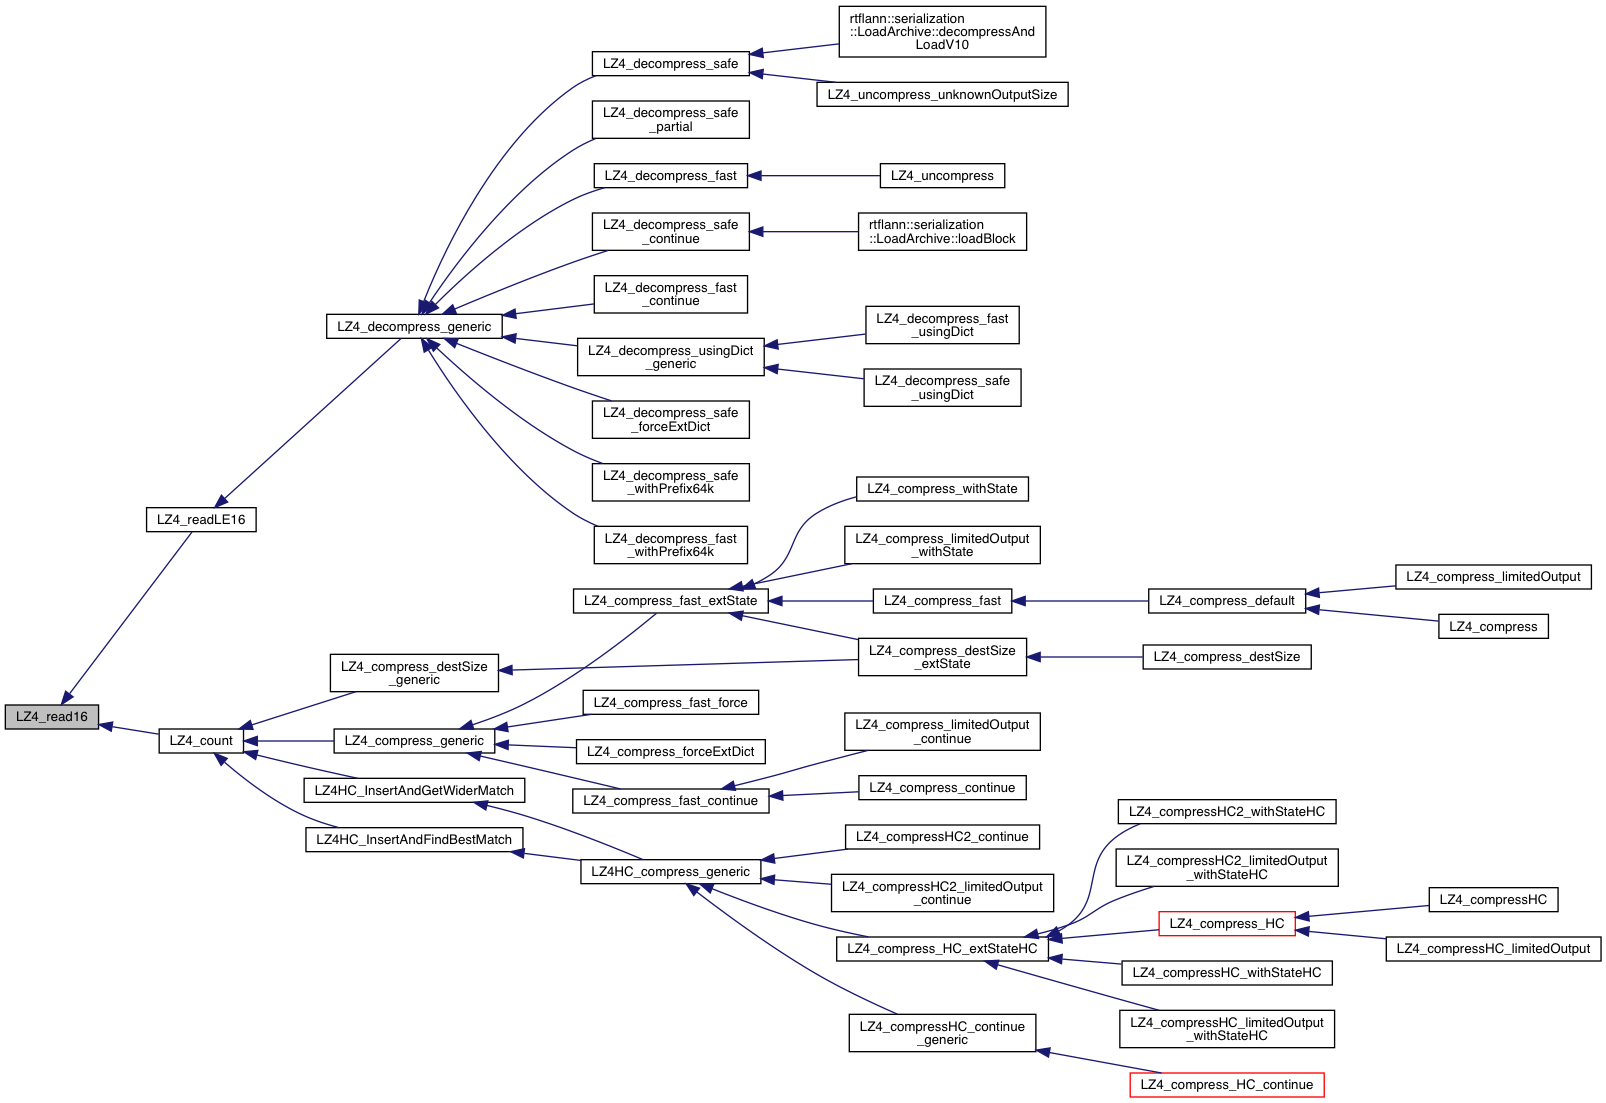 rtflann::serialization
::LoadArchive::decompressAnd
LoadV10
LZ4_decompress_safe
LZ4_uncompress_unknownOutputSize
LZ4_decompress_safe
_partial
LZ4_decompress_fast
LZ4_uncompress
LZ4_decompress_safe
_continue
rtflann::serialization
::LoadArchive::loadBlock
LZ4_decompress_fast
_continue
LZ4_decompress_generic
LZ4_decompress_fast
_usingDict
LZ4_decompress_usingDict
_generic
LZ4_decompress_safe
_usingDict
LZ4_decompress_safe
_forceExtDict
LZ4_decompress_safe
_withPrefix64k
LZ4_compress_withState
LZ4_readLE16
LZ4_decompress_fast
_withPrefix64k
LZ4_compress_limitedOutput
_withState
LZ4_compress_limitedOutput
LZ4_compress_fast_extState
LZ4_compress_fast
LZ4_compress_default
LZ4_compress
LZ4_compress_destSize
_generic
LZ4_compress_destSize
_extState
LZ4_compress_destSize
LZ4_read16
LZ4_compress_fast_force
LZ4_count
LZ4_compress_generic
LZ4_compress_limitedOutput
_continue
LZ4_compress_forceExtDict
LZ4HC_InsertAndGetWiderMatch
LZ4_compress_fast_continue
LZ4_compress_continue
LZ4HC_InsertAndFindBestMatch
LZ4_compressHC2_continue
LZ4_compressHC2_withStateHC
LZ4HC_compress_generic
LZ4_compressHC2_limitedOutput
_continue
LZ4_compressHC2_limitedOutput
_withStateHC
LZ4_compressHC
LZ4_compress_HC
LZ4_compress_HC_extStateHC
LZ4_compressHC_limitedOutput
LZ4_compressHC_withStateHC
LZ4_compressHC_continue
_generic
LZ4_compressHC_limitedOutput
_withStateHC
LZ4_compress_HC_continue